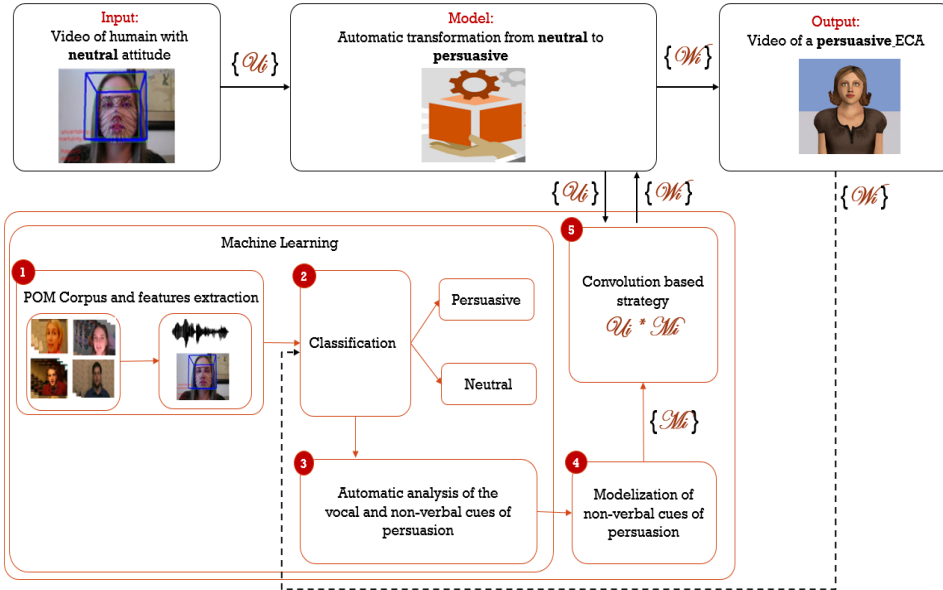 Input:
Video of humain with
neutral attitude
{𝒰i}
Model:
Automatic transformation from neutral to
persuasive
{𝒲i‾}
Output:
Video of a persuasive ECA
{𝒰i}
{𝒲i‾}
{𝒲i‾}
Machine Learning
1
POM Corpus and features extraction
2
Classification
Persuasive
Neutral
3
Automatic analysis of the
vocal and non-verbal cues of
persuasion
4
Modelization of
non-verbal cues of
persuasion
{ℳi}
5
Convolution based
strategy
𝒰i * ℳi